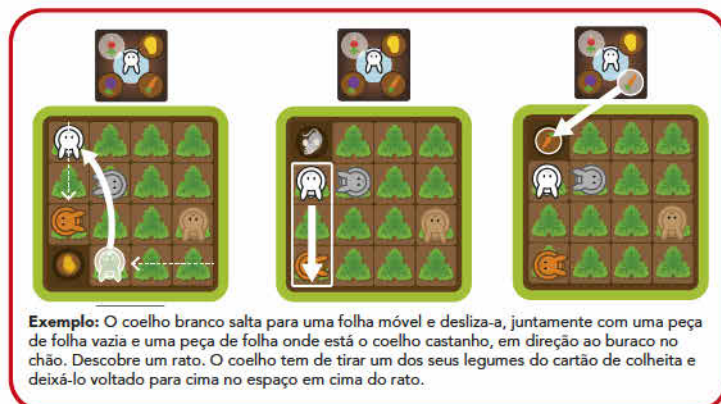 Exemplo: O coelho branco salta para uma folha móvel e desliza-a, juntamente com uma peça
de folha vazia e uma peça de folha onde está o coelho castanho, em direção ao buraco no
chão. Descobre um rato. O coelho tem de tirar um dos seus legumes do cartão de colheita e
deixá-lo voltado para cima no espaço em cima do rato.